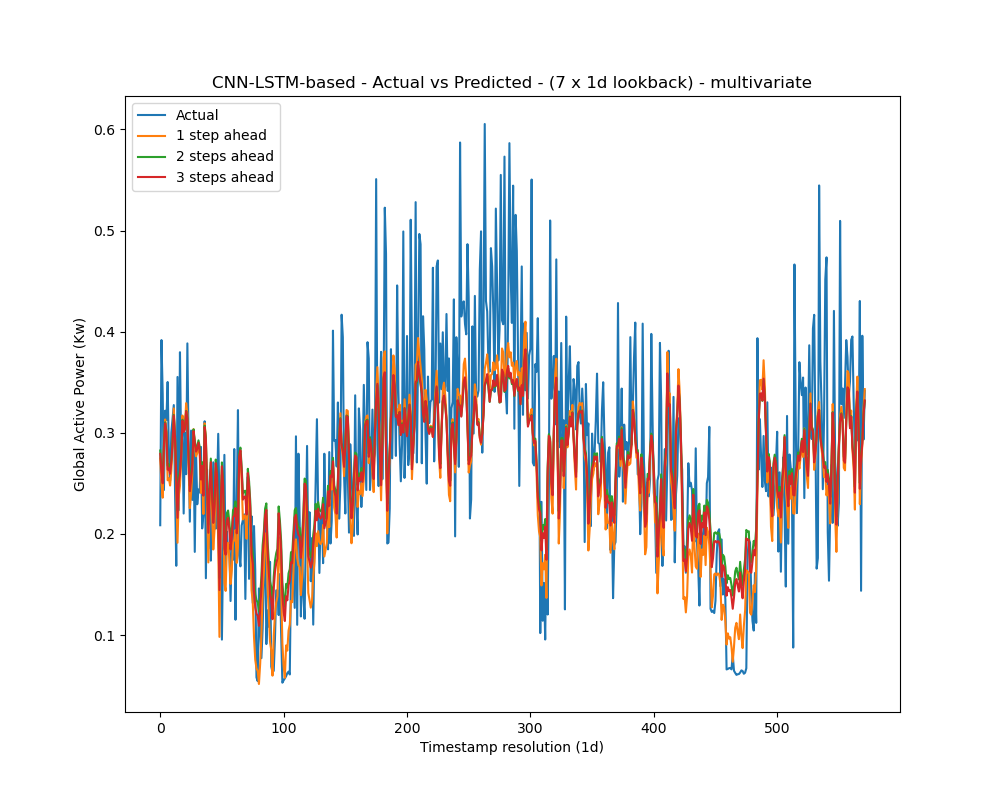 CNN-LSTM-based - Actual vs Predicted - (7 x 1d lookback) - multivariate
Actual
1 step ahead
2 steps ahead
3 steps ahead
Global Active Power (Kw)
0.6
0.5
0.4
0.3
0.2
0.1
0 100 200 300 400 500
Timestamp resolution (1d)